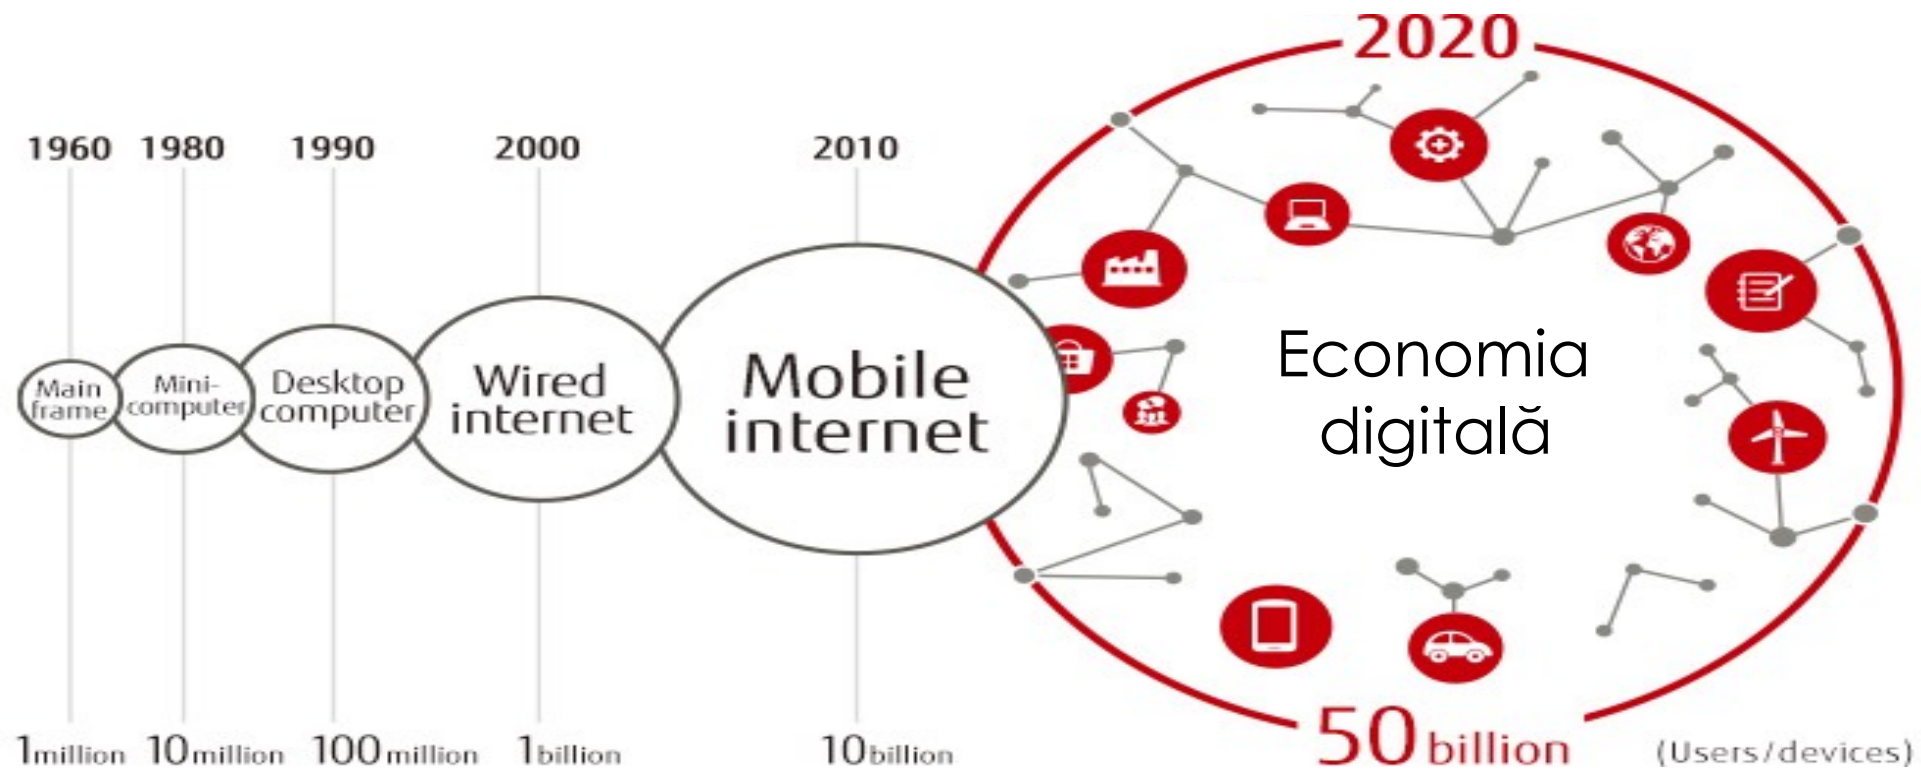 2020
1960 1980 1990 2000 2010
Main
frame
Mini-
computer
Desktop
computer
Wired
internet
Mobile
internet
Economia
digitală
1million 10million 100million 1billion 10billion 50billion (Users/devices)